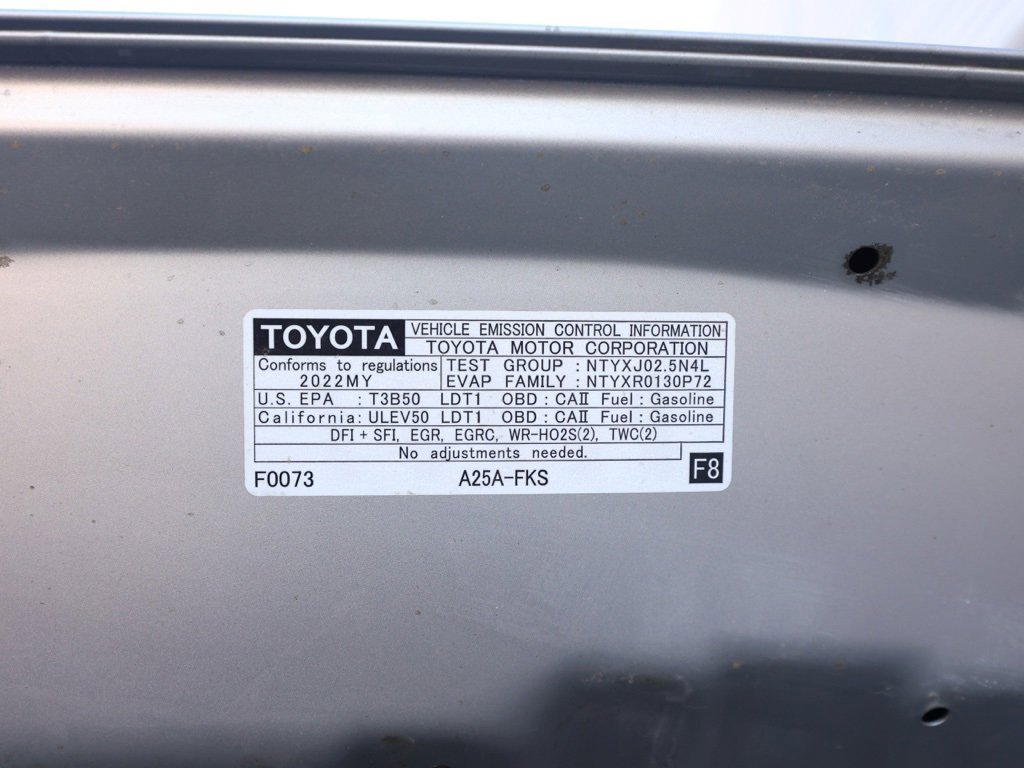 TOYOTA VEHICLE EMISSION CONTROL INFORMATION
TOYOTA MOTOR CORPORATION
Conforms to regulations TEST GROUP : NTYXJ02.5N4L
2022MY EVAP FAMILY : NTYXR0130P72
U.S. EPA : T3B50 LDT1 OBD : CAII Fuel : Gasoline
California : ULEV50 LDT1 OBD : CAII Fuel : Gasoline
DFI + SFI, EGR, EGRC, WR-HO2S(2), TWC(2)
No adjustments needed.
F0073 A25A-FKS F8